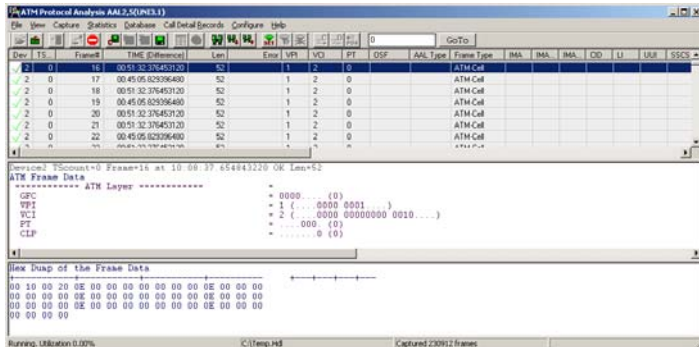 ATM Protocol Analysis AAL2,5(UNI3.1)
File View Capture Statistics Database Call Detail Records Configure Help
0 GoTo
Dev TS... Frame# TIME (Difference) Len Error VPI VCI PT OSF AAL Type Frame Type IMA IMA... IMA... CID LI UUI SSCS
2 0 16 00:51:32.376453120 52 1 2 0 ATM-Cell
2 0 17 00:45:05.829396480 52 1 2 0 ATM-Cell
2 0 18 00:51:32.376453120 52 1 2 0 ATM-Cell
2 0 19 00:45:05.829396480 52 1 2 0 ATM-Cell
2 0 20 00:51:32.376453120 52 1 2 0 ATM-Cell
2 0 21 00:51:32.376453120 52 1 2 0 ATM-Cell
2 0 22 00:45:05.829396480 52 1 2 0 ATM-Cell
Device2 TScount=0 Frame=16 at 10:08:37.654843220 OK Len=52
ATM Frame Data
------------ ATM Layer ------------ =
GFC = 0000.... (0)
VPI = 1 (....0000 0001....)
VCI = 2 (....0000 00000000 0010....)
PT = ....000. (0)
CLP = .......0 (0)
Hex Dump of the Frame Data
+-----------+-----------+-----------+----------- +---+---+---+---
00 10 00 20 0E 00 00 00 00 00 00 00 0E 00 00 00
00 00 00 00 0E 00 00 00 00 00 00 00 0E 00 00 00
00 00 00 00 0E 00 00 00 00 00 00 00 0E 00 00 00
00 00 00 00
Running, Utilization 0.00% C:\Temp.Hdl Captured 230912 frames